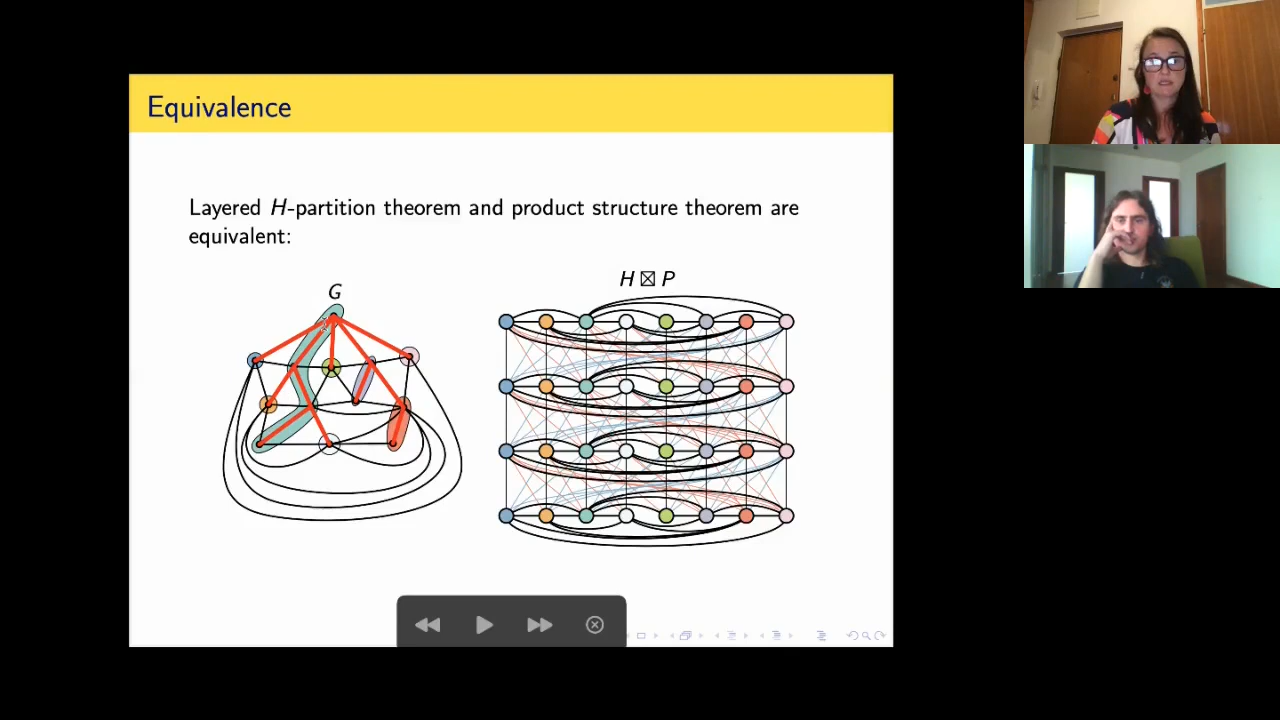 Equivalence
Layered H-partition theorem and product structure theorem are
equivalent:
G
H ⊠ P